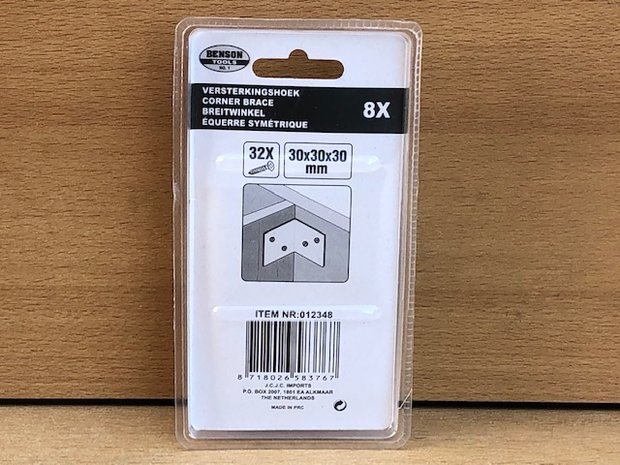 BENSON
TOOLS
NO. 1
VERSTERKINGSHOEK
CORNER BRACE
BREITWINKEL
ÉQUERRE SYMÉTRIQUE
8X
32X
30x30x30
mm
ITEM NR:012348
8 718026 583767
J.C.J.C. IMPORTS
P.O. BOX 2007, 1801 EA ALKMAAR
THE NETHERLANDS
MADE IN PRC